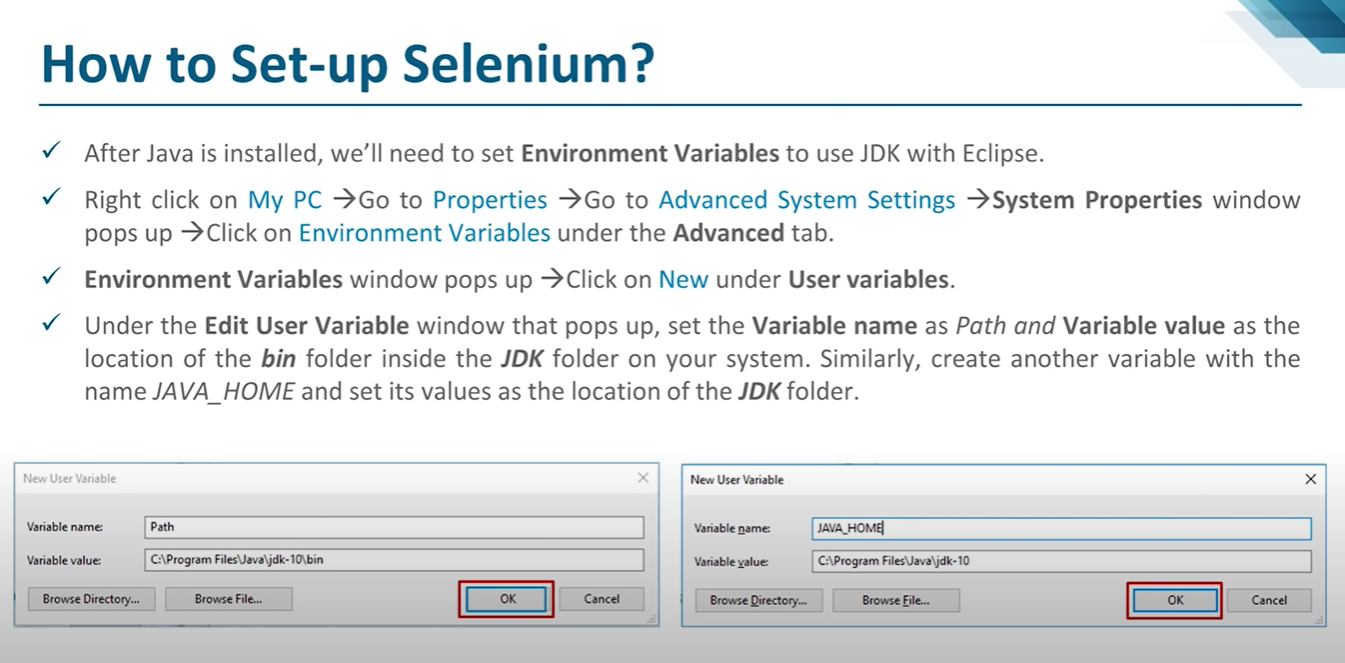 How to Set-up Selenium?
✓ After Java is installed, we’ll need to set Environment Variables to use JDK with Eclipse.
✓ Right click on My PC →Go to Properties →Go to Advanced System Settings →System Properties window
pops up →Click on Environment Variables under the Advanced tab.
✓ Environment Variables window pops up →Click on New under User variables.
✓ Under the Edit User Variable window that pops up, set the Variable name as Path and Variable value as the
location of the bin folder inside the JDK folder on your system. Similarly, create another variable with the
name JAVA_HOME and set its values as the location of the JDK folder.
New User Variable
Variable name: Path
Variable value: C:\Program Files\Java\jdk-10\bin
Browse Directory... Browse File... OK Cancel
New User Variable
Variable name: JAVA_HOME
Variable value: C:\Program Files\Java\jdk-10
Browse Directory... Browse File... OK Cancel